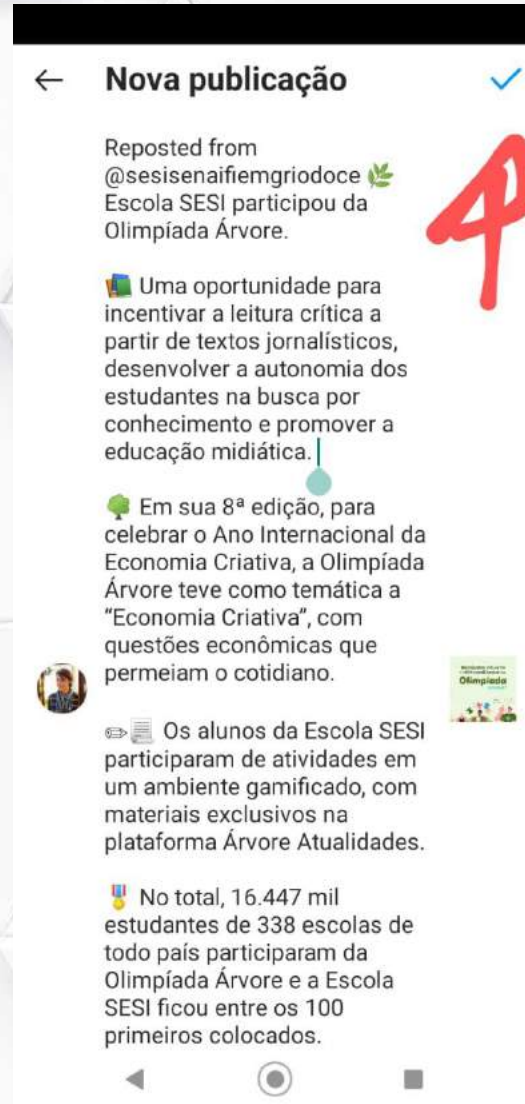 Nova publicação
Reposted from
@sesisenaifiemgriodoce 🌿
Escola SESI participou da
Olimpíada Árvore.
📚 Uma oportunidade para
incentivar a leitura crítica a
partir de textos jornalísticos,
desenvolver a autonomia dos
estudantes na busca por
conhecimento e promover a
educação midiática.
🌳 Em sua 8ª edição, para
celebrar o Ano Internacional da
Economia Criativa, a Olimpíada
Árvore teve como temática a
“Economia Criativa”, com
questões econômicas que
permeiam o cotidiano.
✏📃 Os alunos da Escola SESI
participaram de atividades em
um ambiente gamificado, com
materiais exclusivos na
plataforma Árvore Atualidades.
🎖 No total, 16.447 mil
estudantes de 338 escolas de
todo país participaram da
Olimpíada Árvore e a Escola
SESI ficou entre os 100
primeiros colocados.
Olimpíada